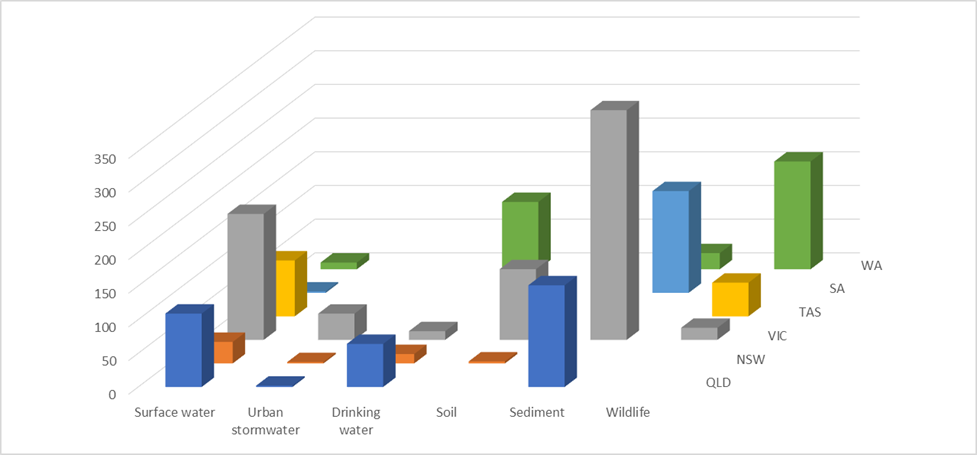 350
300
250
200
150
100
50
0
WA
SA
TAS
VIC
NSW
QLD
Surface water
Urban
stormwater
Drinking
water
Soil
Sediment
Wildlife